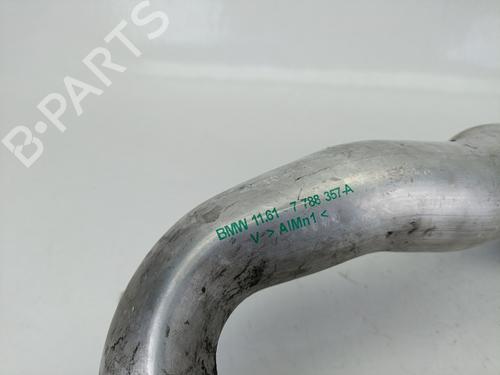 B-PARTS
BMW 11.61 7 788 357-A
V > AlMn1 <